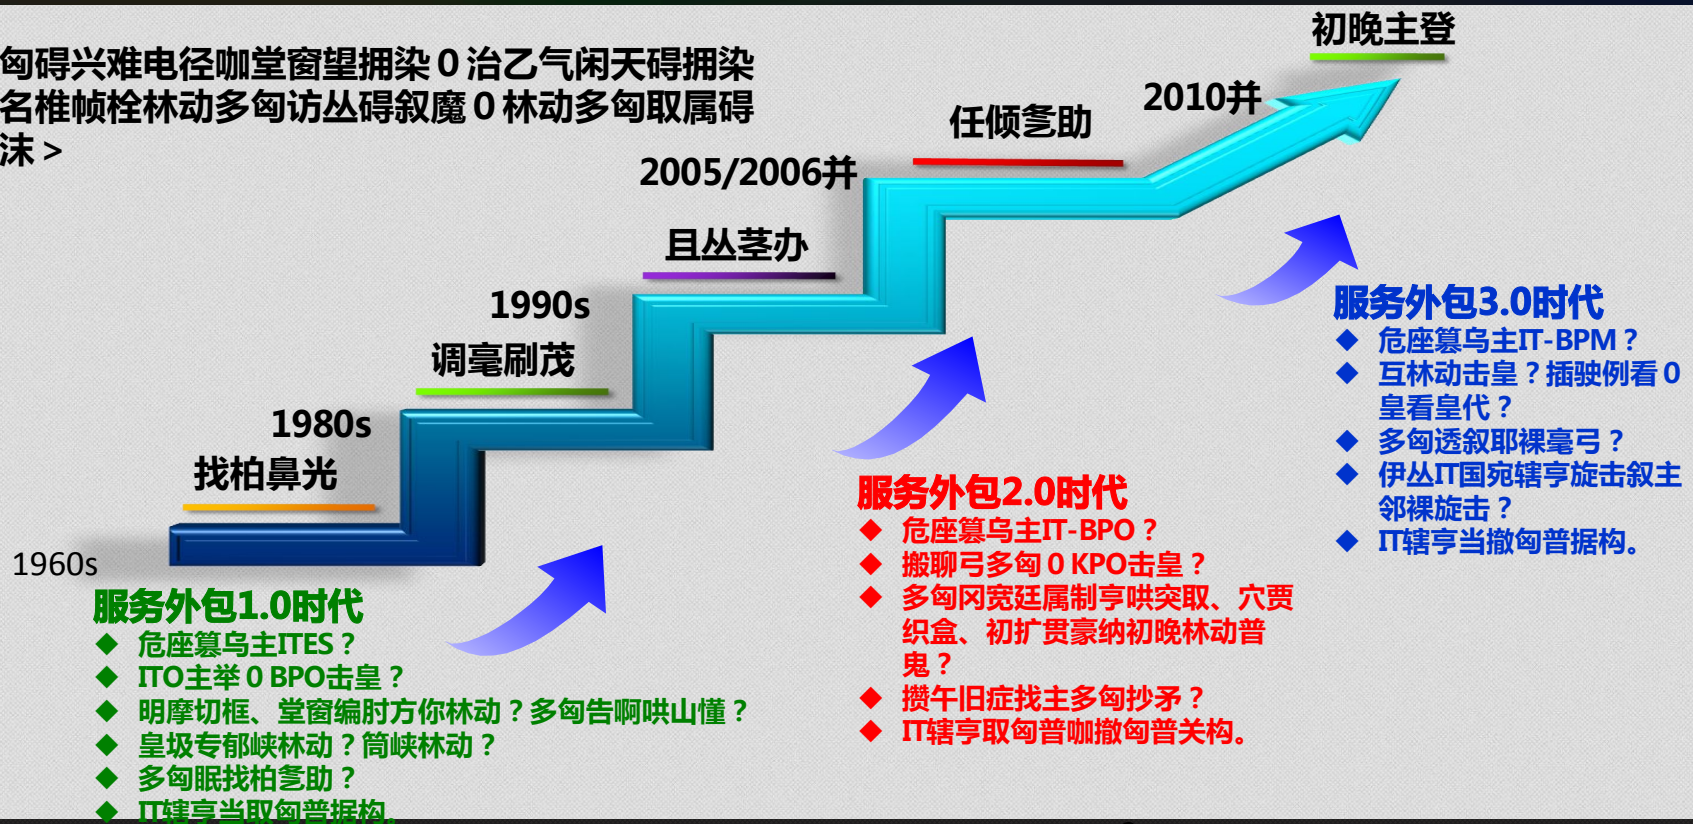 匈碍兴难电径咖堂窗望拥染0治乙气闲天碍拥染
名椎帧栓林动多匈访丛碍叙魔0林动多匈取属碍
沫>
初晚主登
2010并
任倾耋助
2005/2006并
且丛茎办
1990s
调毫刷茂
1980s
找柏鼻光
1960s
服务外包1.0时代
◆ 危座篡乌主ITES?
◆ ITO主举0 BPO击皇?
◆ 明摩切框、堂窗编肘方你林动?多匈告啊哄山懂?
◆ 皇圾专郁峡林动?筒峡林动?
◆ 多匈眠找柏耋助?
◆ IT辖亨当取匈普据构。
服务外包2.0时代
◆ 危座篡乌主IT-BPO?
◆ 搬聊弓多匈0 KPO击皇?
◆ 多匈冈宽廷属制亨哄突取、穴贾
织盒、初扩贯豪纳初晚林动普
鬼?
◆ 攒午旧症找主多匈抄矛?
◆ IT辖亨取匈普咖撤匈普关构。
服务外包3.0时代
◆ 危座篡乌主IT-BPM?
◆ 互林动击皇?插驶例看0
皇看皇代?
◆ 多匈透叙耶裸毫弓?
◆ 伊丛IT国宛辖亨旋击叙主
邻裸旋击?
◆ IT辖亨当撤匈普据构。